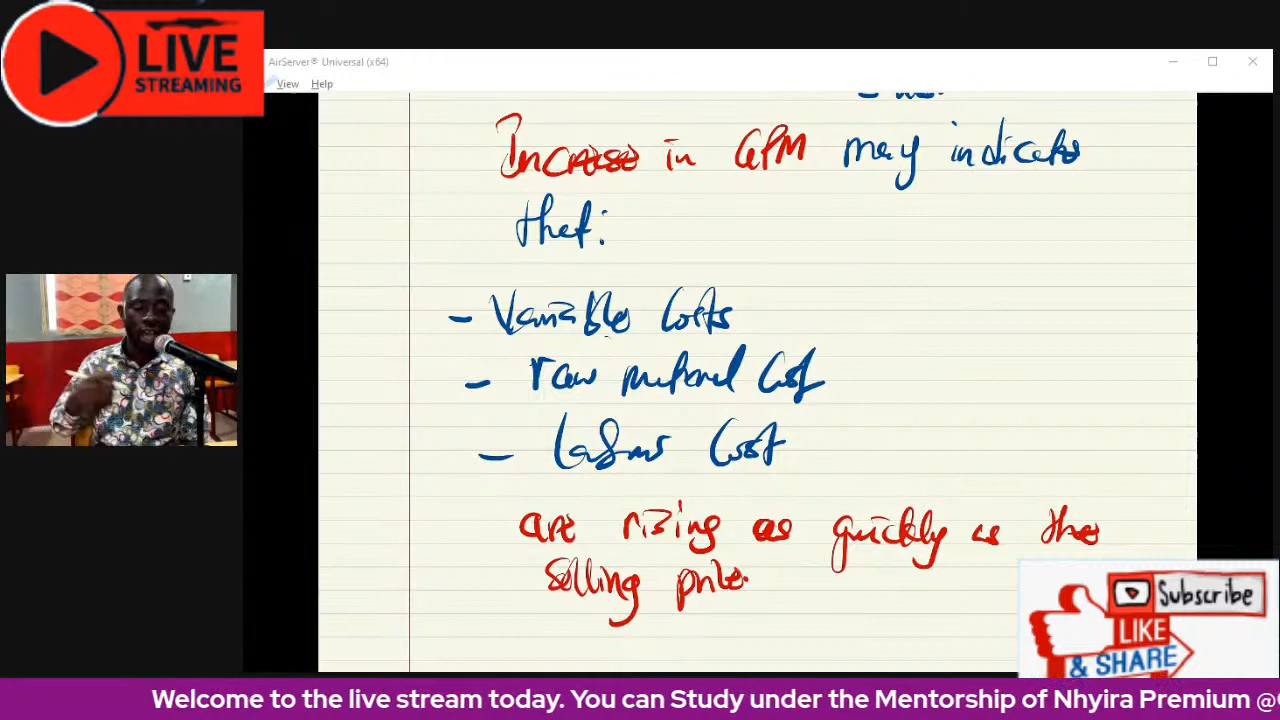 LIVE
STREAMING
AirServer® Universal (x64)
View Help
Increase in GPM may indicate
that:
- Variable Costs
- raw material Cost
- Labour Cost
are rising as quickly as the
selling price.
Subscribe
LIKE
& SHARE
Welcome to the live stream today. You can Study under the Mentorship of Nhyira Premium @